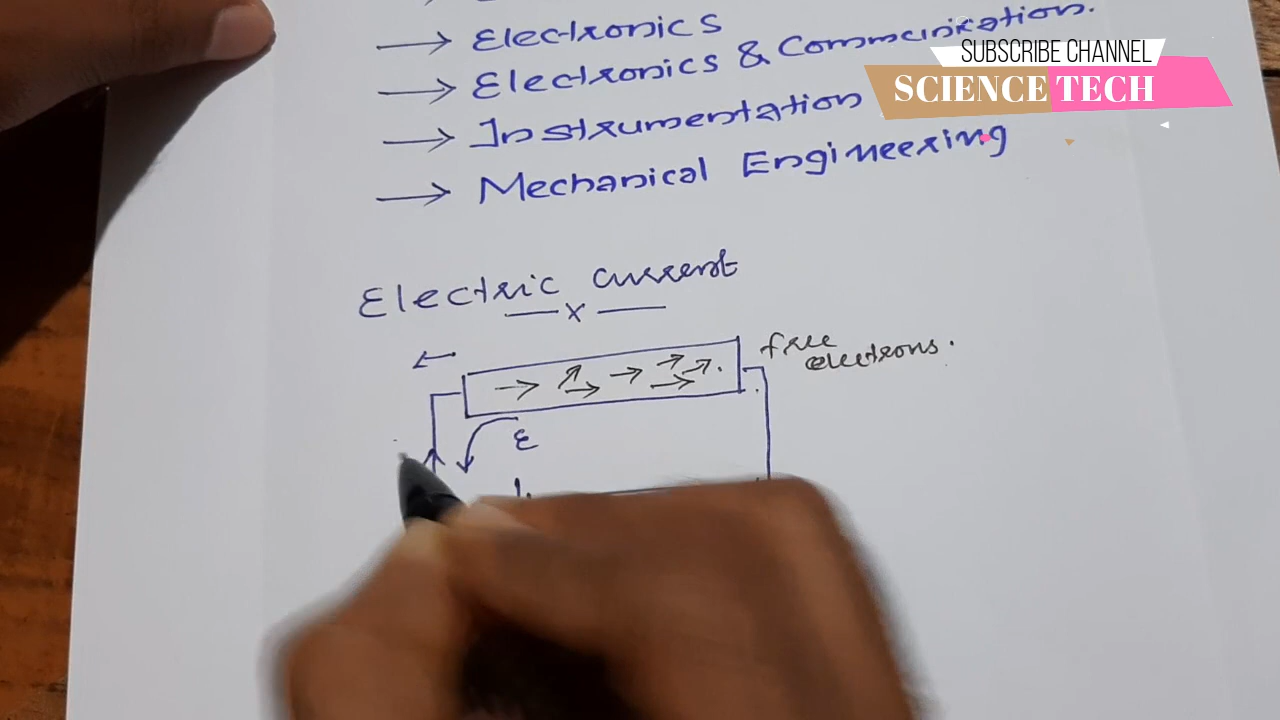 → Electronics
→ Electronics & Communication.
→ Instrumentation
→ Mechanical Engineering
SUBSCRIBE CHANNEL
SCIENCE TECH
Electric current
— x —
free
electrons.
ε